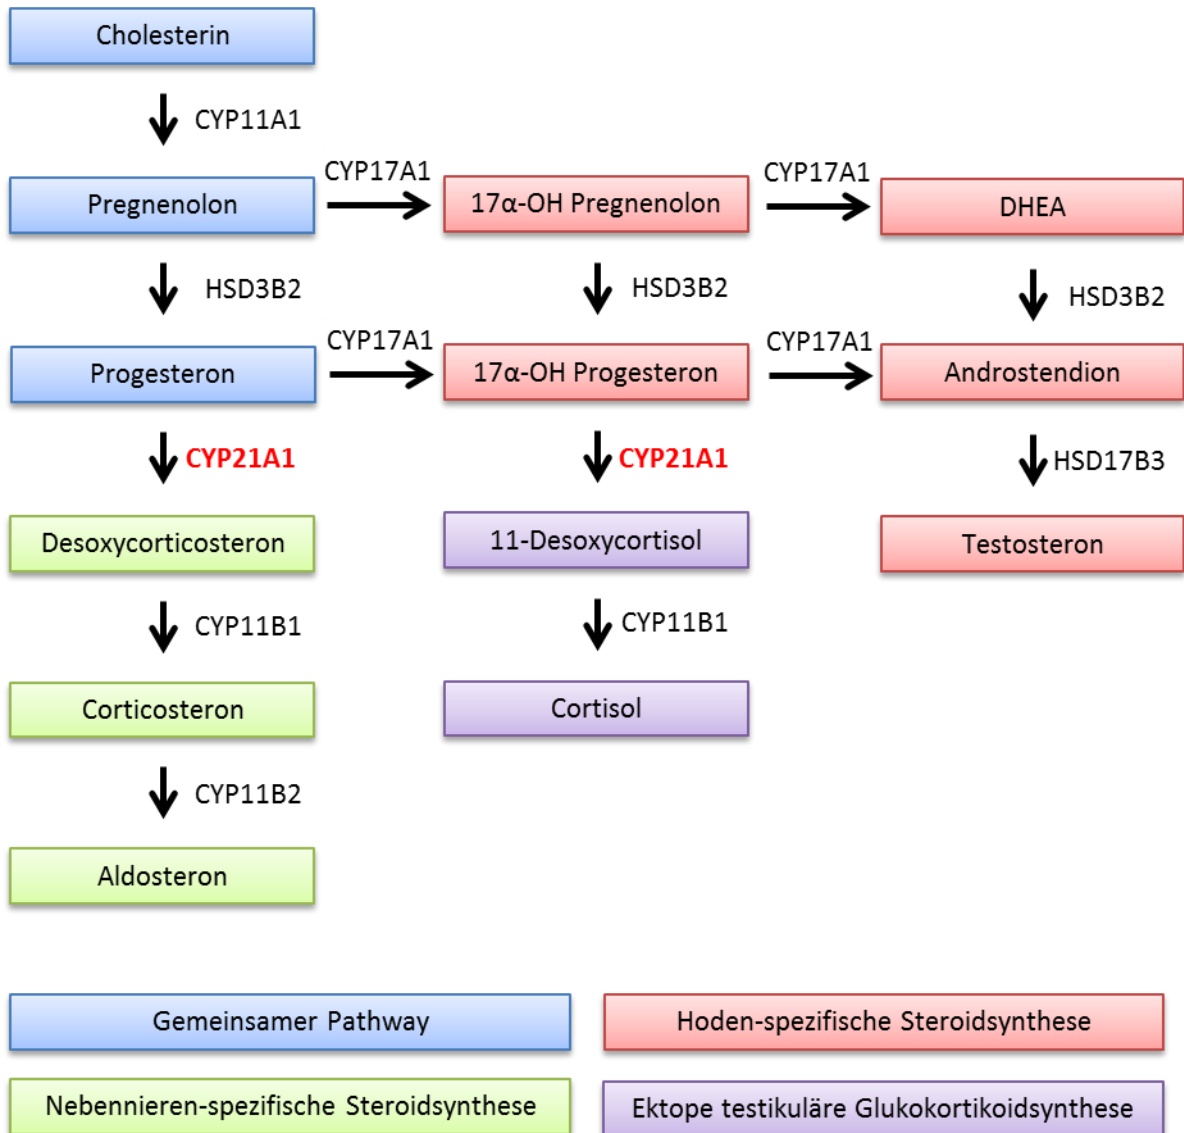 Cholesterin
CYP11A1
CYP17A1
CYP17A1
Pregnenolon
17α-OH Pregnenolon
DHEA
HSD3B2
HSD3B2
HSD3B2
CYP17A1
CYP17A1
Progesteron
17α-OH Progesteron
Androstendion
CYP21A1
CYP21A1
HSD17B3
Desoxycorticosteron
11-Desoxycortisol
Testosteron
CYP11B1
CYP11B1
Corticosteron
Cortisol
CYP11B2
Aldosteron
Gemeinsamer Pathway
Hoden-spezifische Steroidsynthese
Nebennieren-spezifische Steroidsynthese
Ektope testikuläre Glukokortikoidsynthese